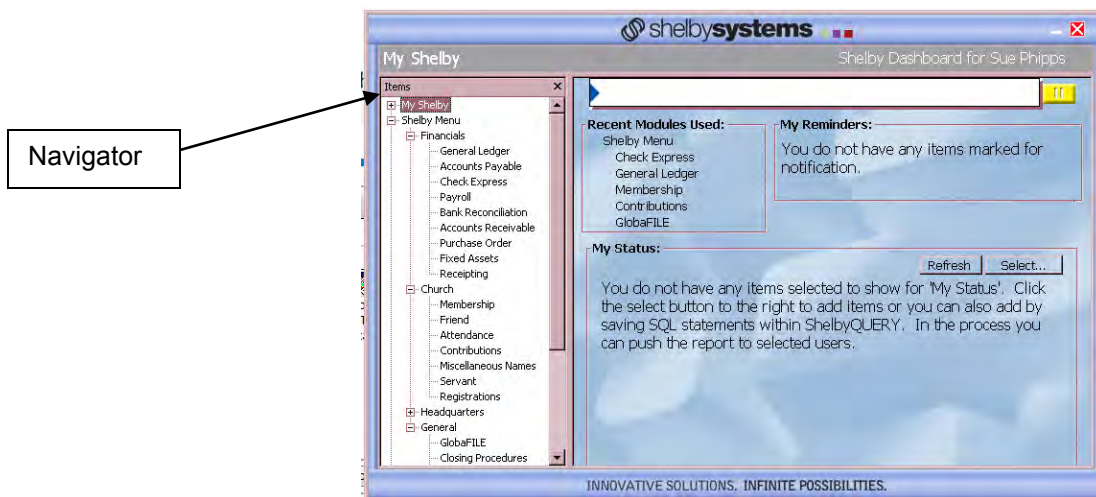 shelbysystems
My Shelby
Shelby Dashboard for Sue Phipps
Navigator
Items
My Shelby
Shelby Menu
Financials
General Ledger
Accounts Payable
Check Express
Payroll
Bank Reconciliation
Accounts Receivable
Purchase Order
Fixed Assets
Receipting
Church
Membership
Friend
Attendance
Contributions
Miscellaneous Names
Servant
Registrations
Headquarters
General
GlobaFILE
Closing Procedures
Recent Modules Used:
Shelby Menu
Check Express
General Ledger
Membership
Contributions
GlobaFILE
My Reminders:
You do not have any items marked for
notification.
My Status:
Refresh Select...
You do not have any items selected to show for 'My Status'. Click
the select button to the right to add items or you can also add by
saving SQL statements within ShelbyQUERY. In the process you
can push the report to selected users.
INNOVATIVE SOLUTIONS. INFINITE POSSIBILITIES.